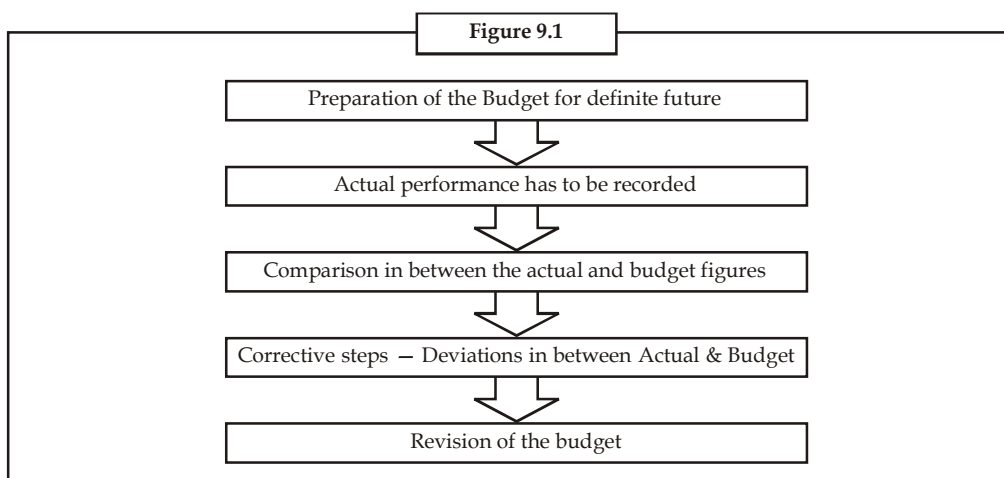 Figure 9.1
Preparation of the Budget for definite future
Actual performance has to be recorded
Comparison in between the actual and budget figures
Corrective steps — Deviations in between Actual & Budget
Revision of the budget